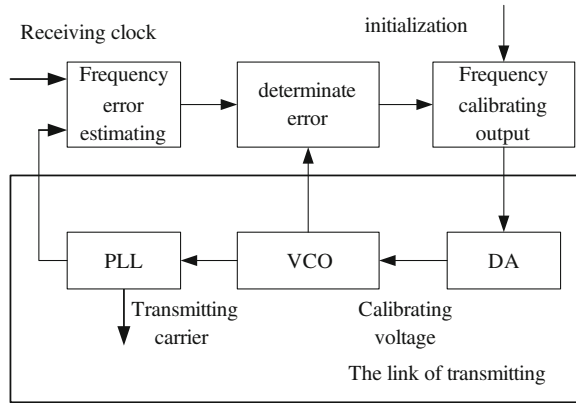 Receiving clock
initialization
Frequency
error
estimating
determinate
error
Frequency
calibrating
output
PLL
VCO
DA
Transmitting
carrier
Calibrating
voltage
The link of transmitting